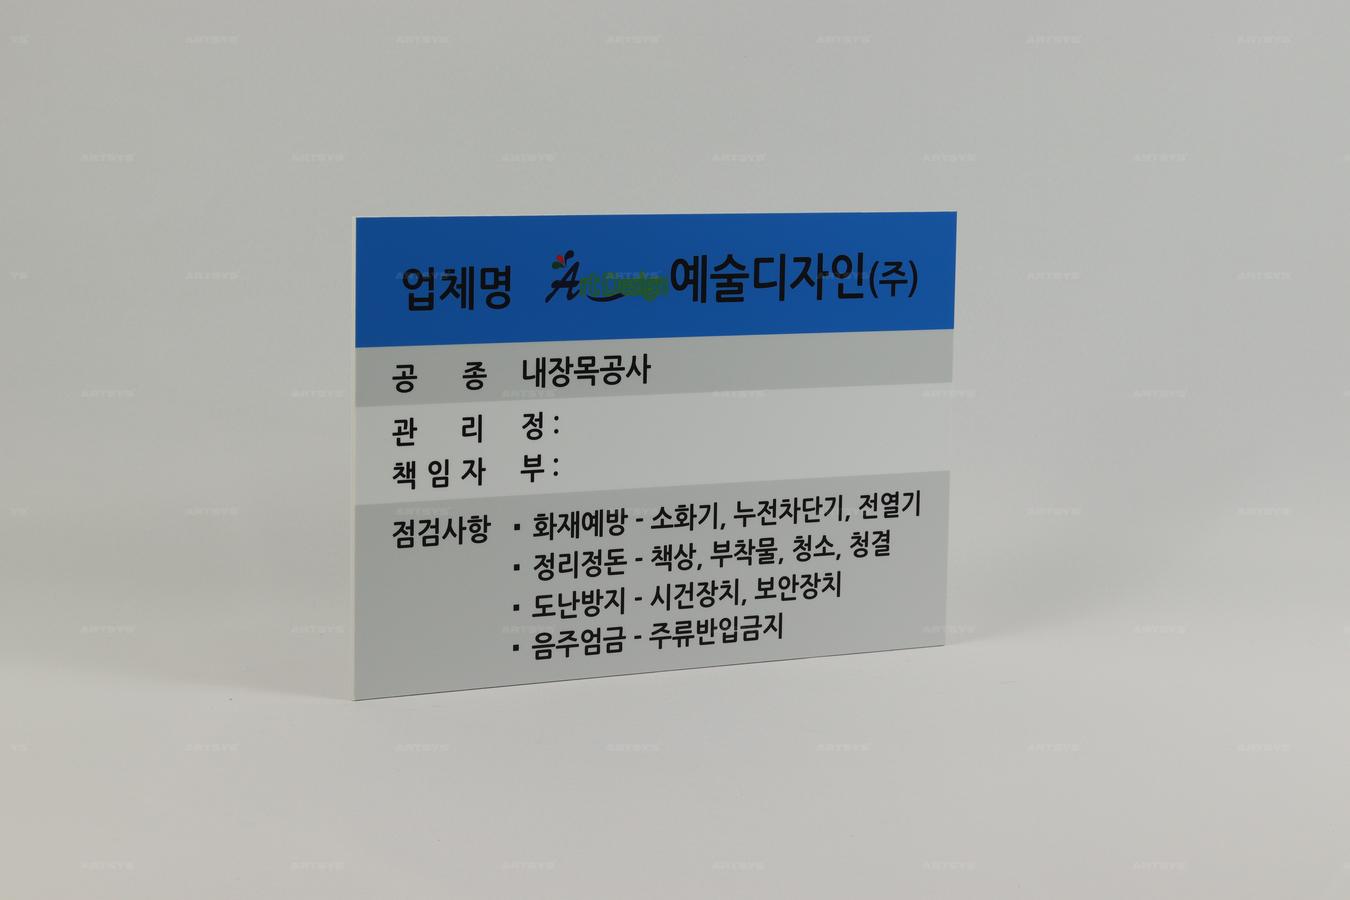 업체명 Art Design 예술디자인(주)
공 종 내장목공사
관 리 정 :
책 임 자 부 :
점검사항 ▪ 화재예방 - 소화기, 누전차단기, 전열기
▪ 정리정돈 - 책상, 부착물, 청소, 청결
▪ 도난방지 - 시건장치, 보안장치
▪ 음주엄금 - 주류반입금지
ARTSYS